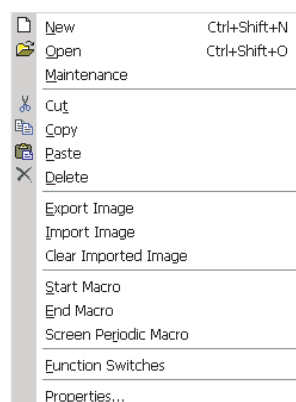 New Ctrl+Shift+N
Open Ctrl+Shift+O
Maintenance
Cut
Copy
Paste
Delete
Export Image
Import Image
Clear Imported Image
Start Macro
End Macro
Screen Periodic Macro
Function Switches
Properties...